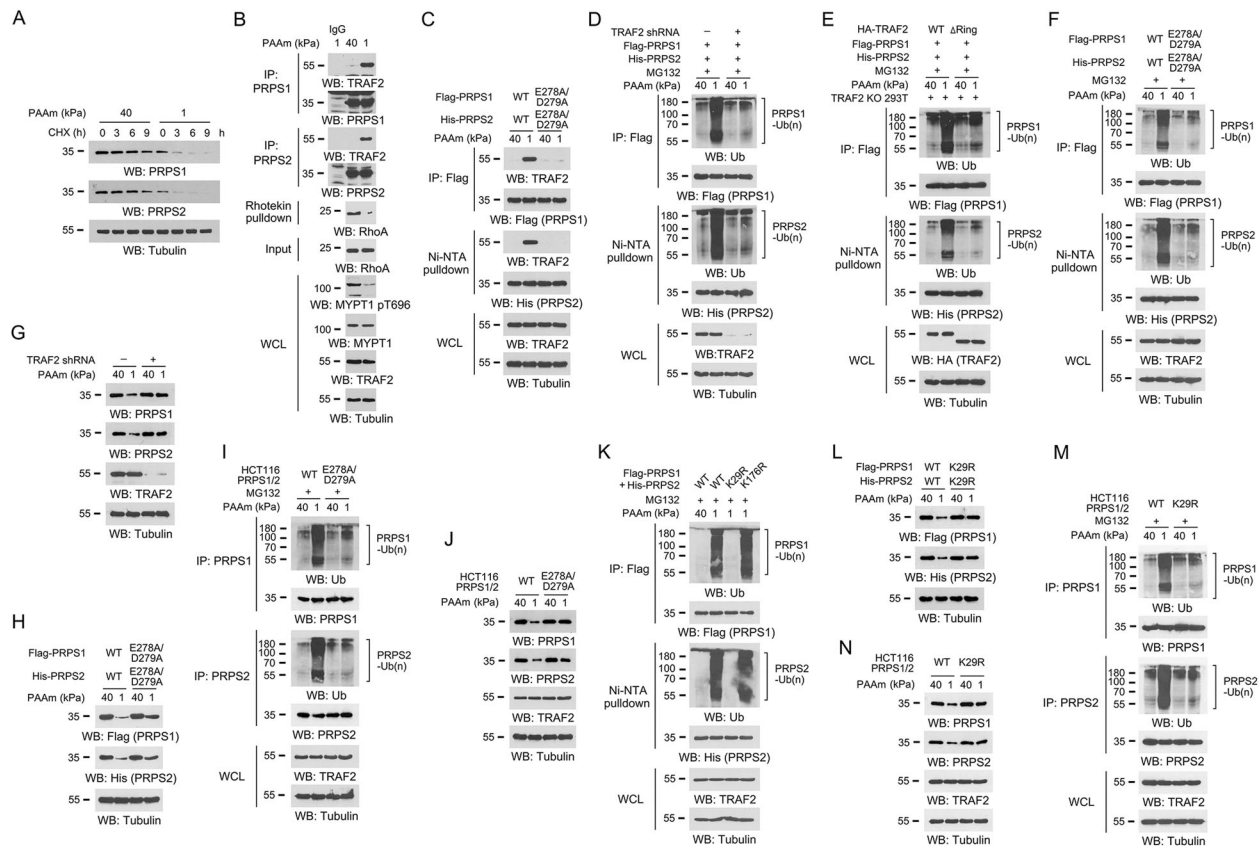 A
PAAm (kPa) 40 1
CHX (h) 0 3 6 9 0 3 6 9 h
35
WB: PRPS1
35
WB: PRPS2
55
WB: Tubulin
B
IgG
PAAm (kPa) 1 40 1
IP: PRPS1
55
WB: TRAF2
35
WB: PRPS1
IP: PRPS2
55
WB: TRAF2
35
WB: PRPS2
Rhotekin pulldown
25
WB: RhoA
Input
25
WB: RhoA
WCL
100
WB: MYPT1 pT696
100
WB: MYPT1
55
WB: TRAF2
55
WB: Tubulin
C
Flag-PRPS1 WT E278A/D279A
His-PRPS2 WT E278A/D279A
PAAm (kPa) 40 1 40 1
IP: Flag
55
WB: TRAF2
35
WB: Flag (PRPS1)
Ni-NTA pulldown
55
WB: TRAF2
35
WB: His (PRPS2)
WCL
55
WB: TRAF2
55
WB: Tubulin
D
TRAF2 shRNA – +
Flag-PRPS1 + +
His-PRPS2 + +
MG132 + +
PAAm (kPa) 40 1 40 1
IP: Flag
180
100
70
55
PRPS1
-Ub(n)
WB: Ub
35
WB: Flag (PRPS1)
Ni-NTA pulldown
180
100
70
55
PRPS2
-Ub(n)
WB: Ub
35
WB: His (PRPS2)
WCL
55
WB:TRAF2
55
WB: Tubulin
E
HA-TRAF2 WT ΔRing
Flag-PRPS1 + +
His-PRPS2 + +
MG132 + +
PAAm (kPa) 40 1 40 1
TRAF2 KO 293T + + + +
IP: Flag
180
100
70
55
PRPS1
-Ub(n)
WB: Ub
35
WB: Flag (PRPS1)
Ni-NTA pulldown
180
100
70
55
PRPS2
-Ub(n)
WB: Ub
35
WB: His (PRPS2)
WCL
55
WB: HA (TRAF2)
55
WB: Tubulin
F
Flag-PRPS1 WT E278A/D279A
His-PRPS2 WT E278A/D279A
MG132 + +
PAAm (kPa) 40 1 40 1
IP: Flag
180
100
70
55
PRPS1
-Ub(n)
WB: Ub
35
WB: Flag (PRPS1)
Ni-NTA pulldown
180
100
70
55
PRPS2
-Ub(n)
WB: Ub
35
WB: His (PRPS2)
WCL
55
WB: TRAF2
55
WB: Tubulin
G
TRAF2 shRNA – +
PAAm (kPa) 40 1 40 1
35
WB: PRPS1
35
WB: PRPS2
55
WB: TRAF2
55
WB: Tubulin
H
Flag-PRPS1 WT E278A/D279A
His-PRPS2 WT E278A/D279A
PAAm (kPa) 40 1 40 1
35
WB: Flag (PRPS1)
35
WB: His (PRPS2)
55
WB: Tubulin
I
HCT116 PRPS1/2 WT E278A/D279A
MG132 + +
PAAm (kPa) 40 1 40 1
IP: PRPS1
180
100
70
55
PRPS1
-Ub(n)
WB: Ub
35
WB: PRPS1
IP: PRPS2
180
100
70
55
PRPS2
-Ub(n)
WB: Ub
35
WB: PRPS2
WCL
55
WB: TRAF2
55
WB: Tubulin
J
HCT116 PRPS1/2 WT E278A/D279A
PAAm (kPa) 40 1 40 1
35
WB: PRPS1
35
WB: PRPS2
55
WB: TRAF2
55
WB: Tubulin
K
Flag-PRPS1
+ His-PRPS2 WT WT K29R K176R
MG132 + + + +
PAAm (kPa) 40 1 1 1
IP: Flag
180
100
70
55
PRPS1
-Ub(n)
WB: Ub
35
WB: Flag (PRPS1)
Ni-NTA pulldown
180
100
70
55
PRPS2
-Ub(n)
WB: Ub
35
WB: His (PRPS2)
WCL
55
WB: TRAF2
55
WB: Tubulin
L
Flag-PRPS1 WT K29R
His-PRPS2 WT K29R
PAAm (kPa) 40 1 40 1
35
WB: Flag (PRPS1)
35
WB: His (PRPS2)
55
WB: Tubulin
M
HCT116 PRPS1/2 WT K29R
MG132 + +
PAAm (kPa) 40 1 40 1
IP: PRPS1
180
100
70
55
PRPS1
-Ub(n)
WB: Ub
35
WB: PRPS1
IP: PRPS2
180
100
70
55
PRPS2
-Ub(n)
WB: Ub
35
WB: PRPS2
WCL
55
WB: TRAF2
55
WB: Tubulin
N
HCT116 PRPS1/2 WT K29R
PAAm (kPa) 40 1 40 1
35
WB: PRPS1
35
WB: PRPS2
55
WB: TRAF2
55
WB: Tubulin